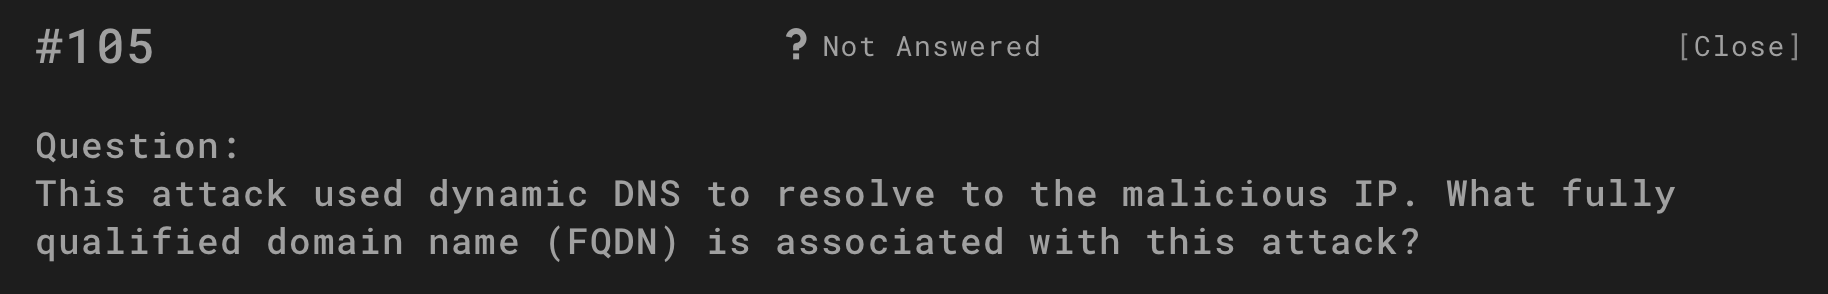 #105
? Not Answered
[Close]
Question:
This attack used dynamic DNS to resolve to the malicious IP. What fully
qualified domain name (FQDN) is associated with this attack?